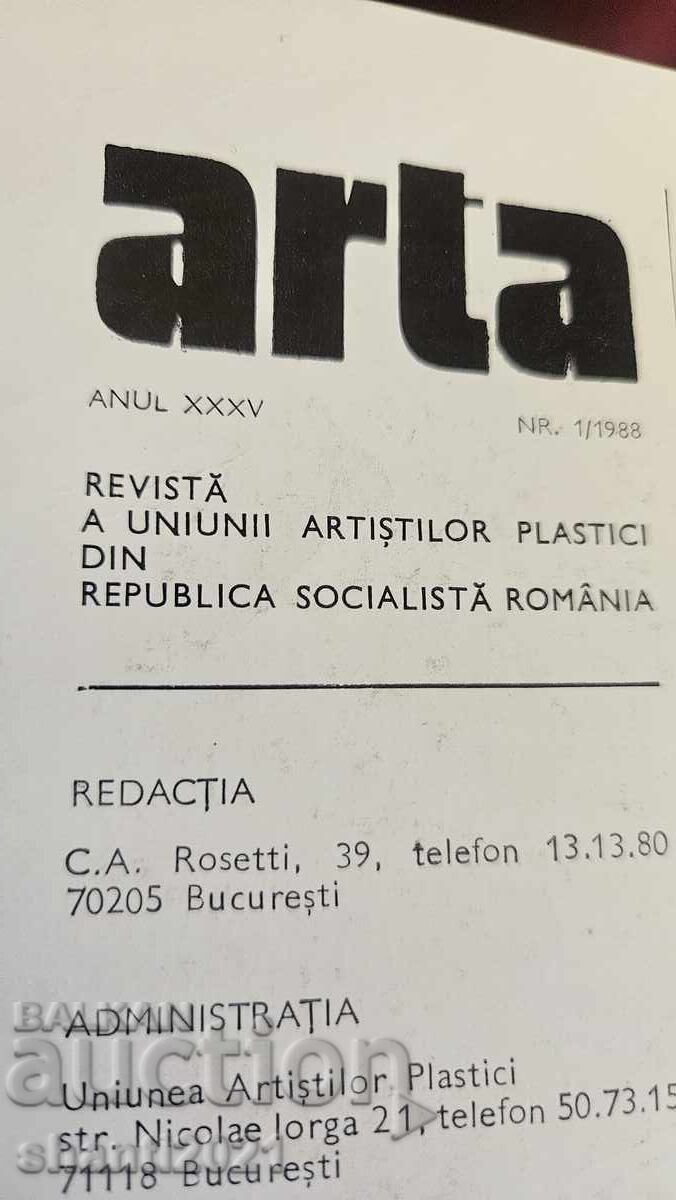 arta
ANUL XXXV
NR. 1/1988
REVISTĂ
A UNIUNII ARTIȘTILOR PLASTICI
DIN
REPUBLICA SOCIALISTĂ ROMÂNIA
REDACȚIA
C.A. Rosetti, 39, telefon 13.13.80
70205 București
ADMINISTRAȚIA
Uniunea Artiștilor Plastici
str. Nicolae Iorga 21, telefon 50.73.15
71118 București
BALKAN
auction
shanti2021